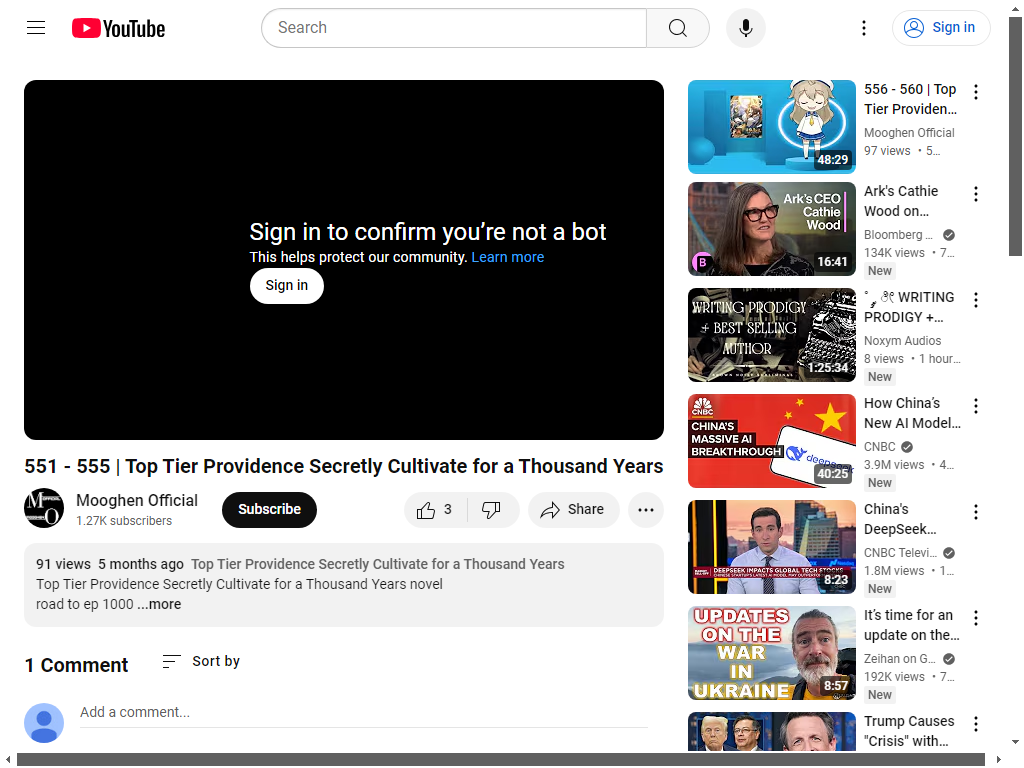 YouTube
Search
Sign in
Sign in to confirm you're not a bot
This helps protect our community. Learn more
Sign in
551 - 555 | Top Tier Providence Secretly Cultivate for a Thousand Years
Mooghen Official
1.27K subscribers
Subscribe
3
Share
91 views 5 months ago Top Tier Providence Secretly Cultivate for a Thousand Years
Top Tier Providence Secretly Cultivate for a Thousand Years novel
road to ep 1000 ...more
1 Comment
Sort by
Add a comment...
48:29
556 - 560 | Top
Tier Providen...
Mooghen Official
97 views • 5...
Ark's CEO
Cathie
Wood
B
16:41
Ark's Cathie
Wood on...
Bloomberg ...
134K views • 7...
New
WRITING PRODIGY
+ BEST SELLING
AUTHOR
1:25:34
WRITING
PRODIGY +...
Noxym Audios
8 views • 1 hour...
New
CNBC
CHINA'S
MASSIVE AI
BREAKTHROUGH
deepseek
40:25
How China's
New AI Model...
CNBC
3.9M views • 4...
New
DEEPSEEK IMPACTS GLOBAL TECH STOCKS
8:23
China's
DeepSeek...
CNBC Televi...
1.8M views • 1...
New
UPDATES
ON THE
WAR
IN
UKRAINE
8:57
It's time for an
update on the...
Zeihan on G...
192K views • 7...
New
Trump Causes
"Crisis" with...